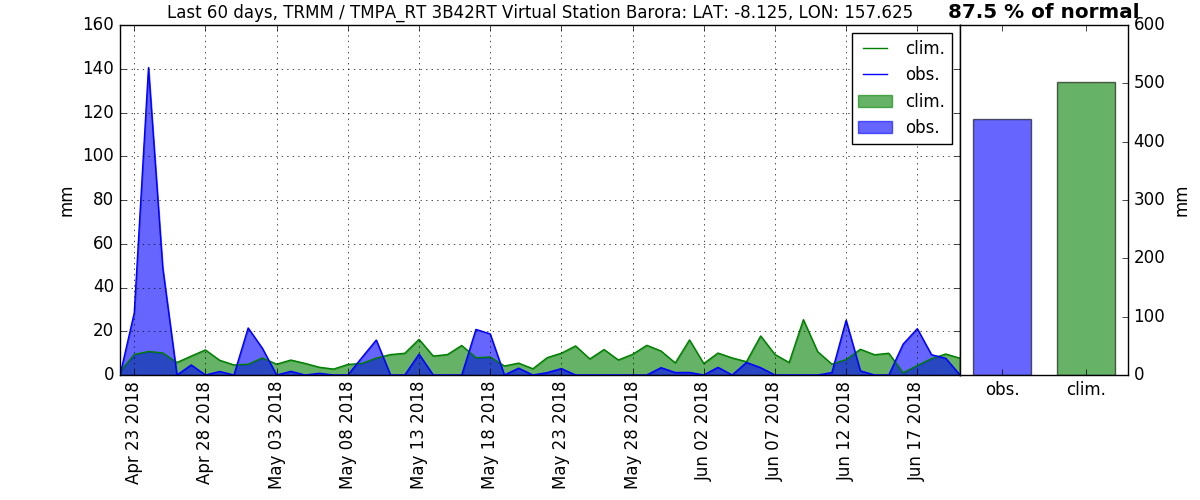 Last 60 days, TRMM / TMPA_RT 3B42RT Virtual Station Barora: LAT: -8.125, LON: 157.625
87.5 % of normal
160
140
120
100
80
60
40
20
0
mm
clim.
obs.
clim.
obs.
600
500
400
300
200
100
0
mm
Apr 23 2018
Apr 28 2018
May 03 2018
May 08 2018
May 13 2018
May 18 2018
May 23 2018
May 28 2018
Jun 02 2018
Jun 07 2018
Jun 12 2018
Jun 17 2018
obs.
clim.